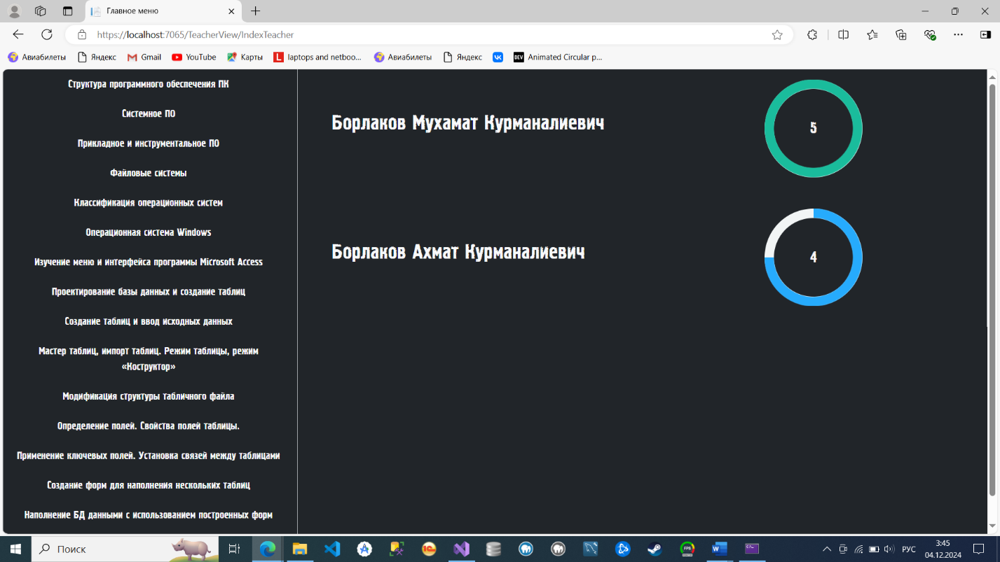 Главное меню
https://localhost:7065/TeacherView/IndexTeacher
Авиабилеты
Яндекс
Gmail
YouTube
Карты
L
laptops and netboo...
Авиабилеты
Яндекс
DEV
Animated Circular p...
Структура программного обеспечения ПК
Системное ПО
Прикладное и инструментальное ПО
Файловые системы
Классификация операционных систем
Операционная система Windows
Изучение меню и интерфейса программы Microsoft Access
Проектирование базы данных и создание таблиц
Создание таблиц и ввод исходных данных
Мастер таблиц, импорт таблиц. Режим таблицы, режим
«Коструктор»
Модификация структуры табличного файла
Определение полей. Свойства полей таблицы.
Применение ключевых полей. Установка связей между таблицами
Создание форм для наполнения нескольких таблиц
Наполнение БД данными с использованием построенных форм
Борлаков Мухамат Курманалиевич
5
Борлаков Ахмат Курманалиевич
4
Поиск
РУС
3:45
04.12.2024